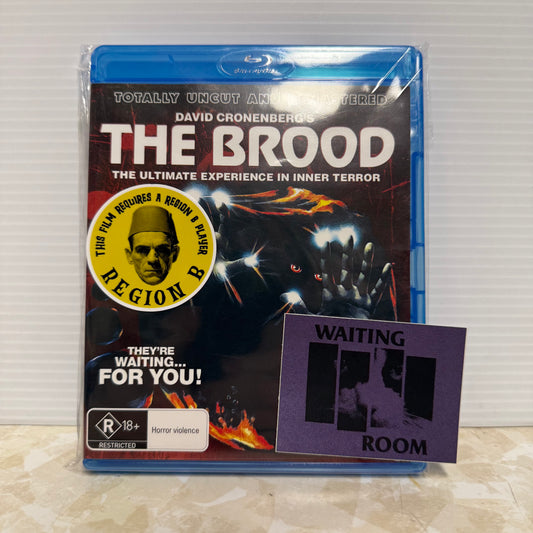 TOTALLY UNCUT AND REMASTERED
DAVID CRONENBERG'S
THE BROOD
THE ULTIMATE EXPERIENCE IN INNER TERROR
THIS FILM REQUIRES A REGION B PLAYER
REGION B
THEY'RE
WAITING...
FOR YOU!
R 18+
RESTRICTED
Horror violence
WAITING
ROOM